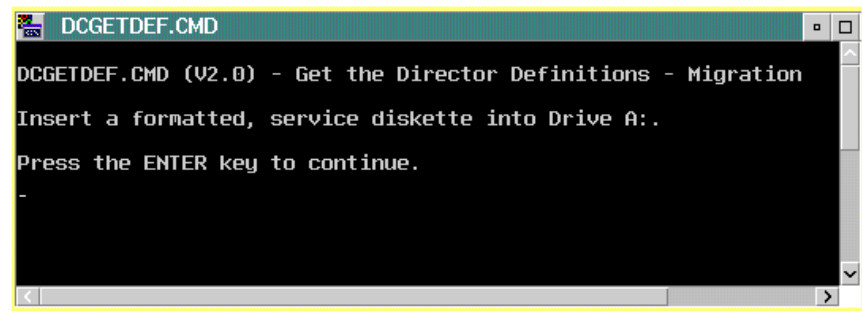 DCGETDEF.CMD
DCGETDEF.CMD (V2.0) - Get the Director Definitions - Migration
Insert a formatted, service diskette into Drive A:.
Press the ENTER key to continue.